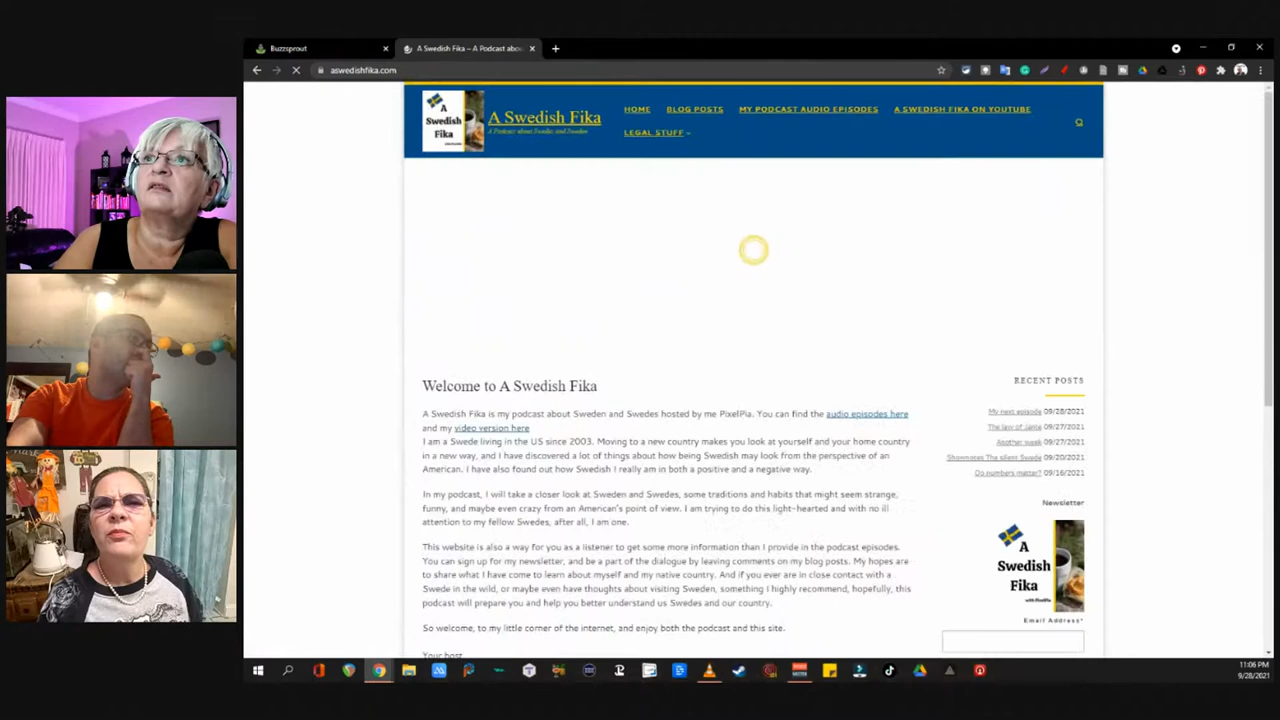 Buzzsprout
A Swedish Fika – A Podcast abou
aswedishfika.com
A Swedish Fika
A Swedish Fika
A Podcast about Sweden and Swedes
HOME BLOG POSTS MY PODCAST AUDIO EPISODES A SWEDISH FIKA ON YOUTUBE
LEGAL STUFF
Welcome to A Swedish Fika
A Swedish Fika is my podcast about Sweden and Swedes hosted by me PixelPia. You can find the audio episodes here
and my video version here
I am a Swede living in the US since 2003. Moving to a new country makes you look at yourself and your home country
in a new way, and I have discovered a lot of things about how being Swedish may look from the perspective of an
American. I have also found out how Swedish I really am in both a positive and a negative way.
In my podcast, I will take a closer look at Sweden and Swedes, some traditions and habits that might seem strange,
funny, and maybe even crazy from an American's point of view. I am trying to do this light-hearted and with no ill
attention to my fellow Swedes, after all, I am one.
This website is also a way for you as a listener to get some more information than I provide in the podcast episodes.
You can sign up for my newsletter, and be a part of the dialogue by leaving comments on my blog posts. My hopes are
to share what I have come to learn about myself and my native country. And if you ever are in close contact with a
Swede in the wild, or maybe even have thoughts about visiting Sweden, something I highly recommend, hopefully, this
podcast will prepare you and help you better understand us Swedes and our country.
So welcome, to my little corner of the internet, and enjoy both the podcast and this site.
Your host
RECENT POSTS
My next episode 09/28/2021
The law of Jante 09/27/2021
Another week 09/27/2021
Shownotes The silent Swede 09/20/2021
Do numbers matter? 09/16/2021
Newsletter
A
Swedish
Fika
with PixelPia
Email Address*
11:06 PM
9/28/2021